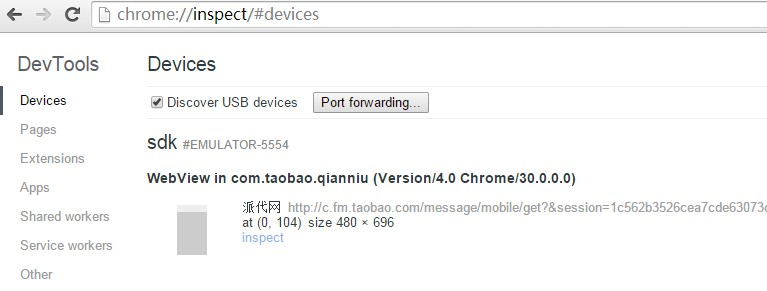 chrome://inspect/#devices
DevTools
Devices
Pages
Extensions
Apps
Shared workers
Service workers
Other
Devices
Discover USB devices Port forwarding...
sdk #EMULATOR-5554
WebView in com.taobao.qianniu (Version/4.0 Chrome/30.0.0.0)
派代网 http://c.fm.taobao.com/message/mobile/get?&session=1c562b3526cea7cde63073c
at (0, 104) size 480 × 696
inspect